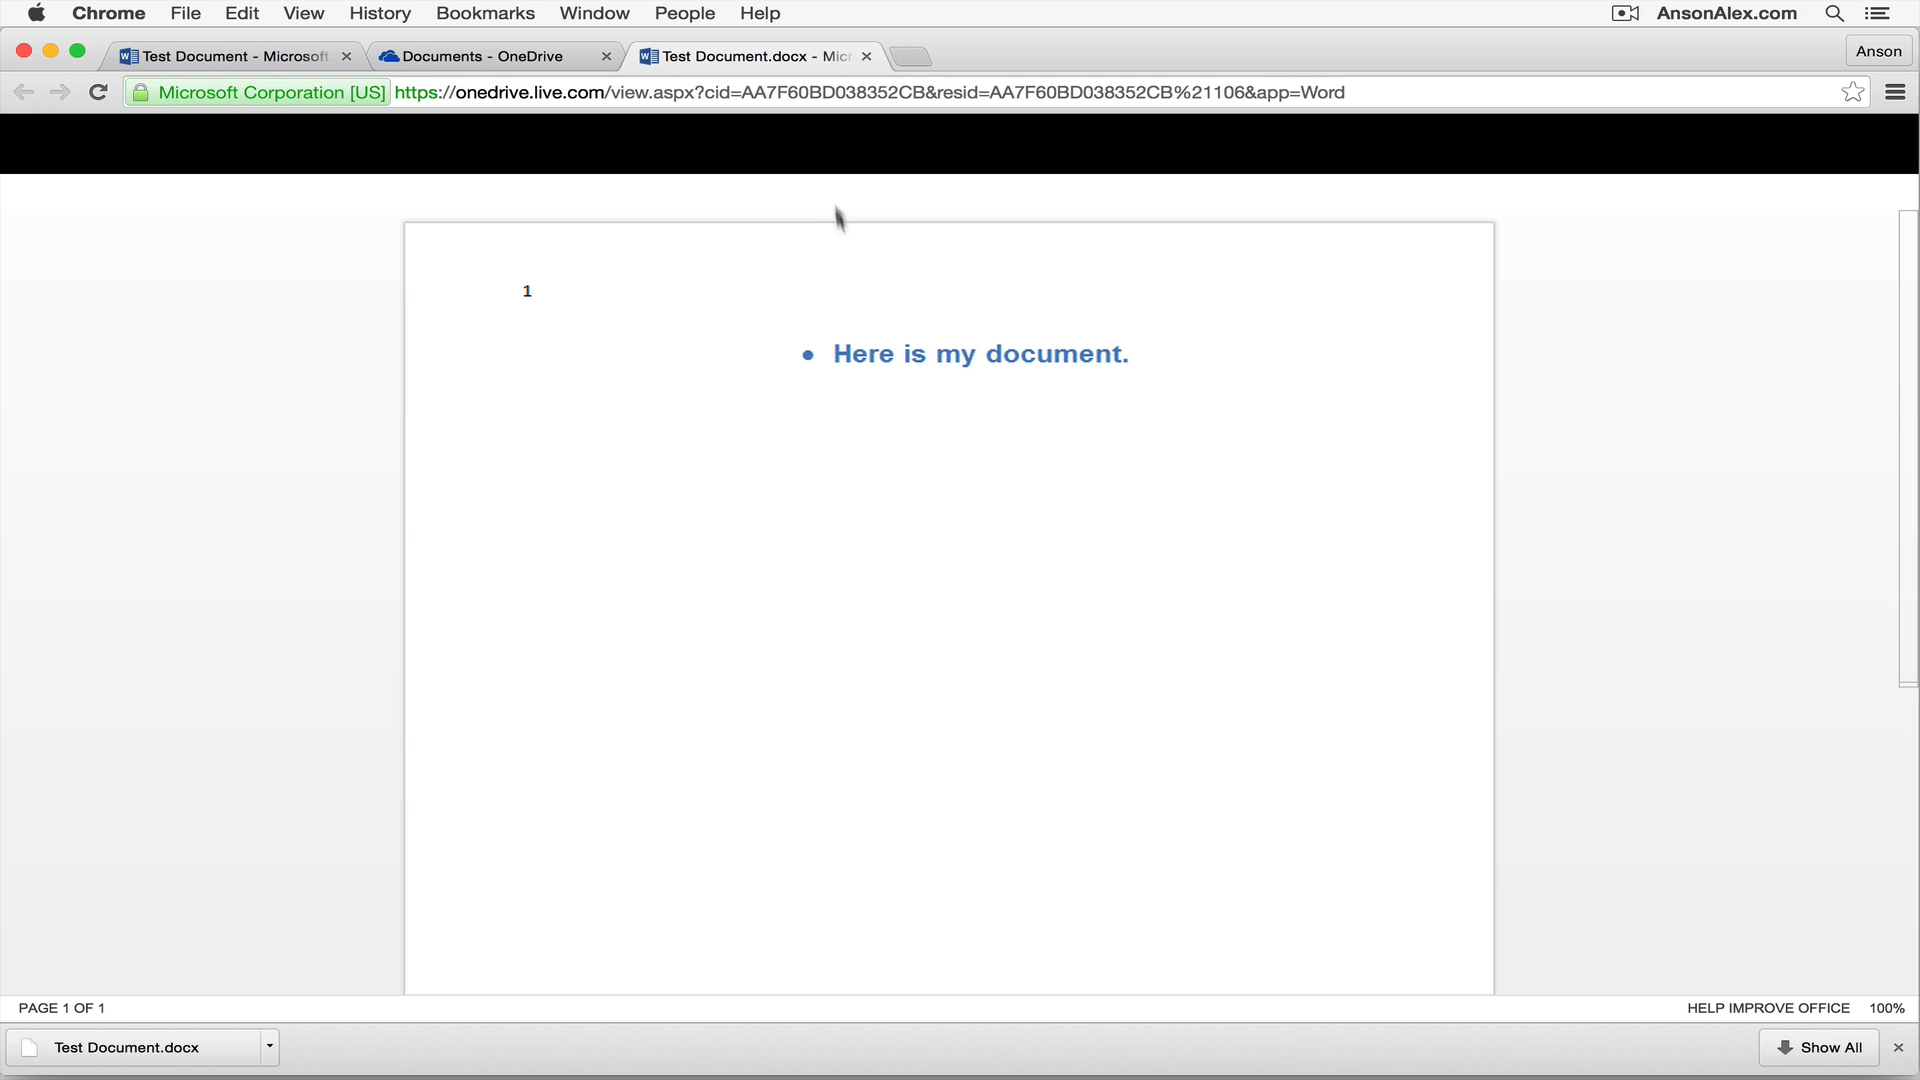 Chrome File Edit View History Bookmarks Window People Help AnsonAlex.com
Test Document - Microsoft Documents - OneDrive Test Document.docx - Micr Anson
Microsoft Corporation [US] https://onedrive.live.com/view.aspx?cid=AA7F60BD038352CB&resid=AA7F60BD038352CB%21106&app=Word
1
• Here is my document.
PAGE 1 OF 1 HELP IMPROVE OFFICE 100%
Test Document.docx Show All